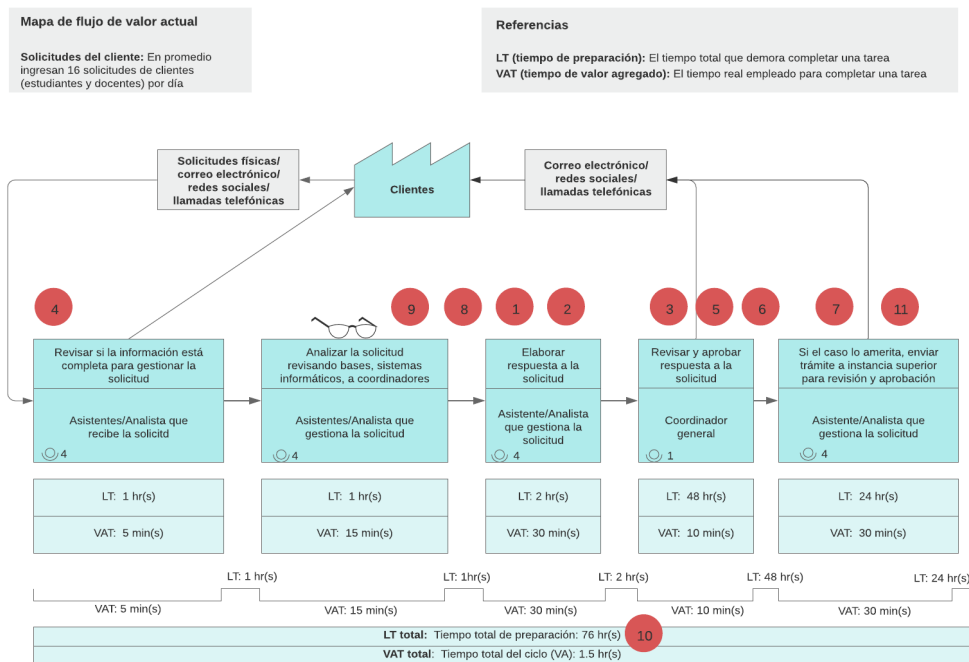 Mapa de flujo de valor actual
Solicitudes del cliente: En promedio
ingresan 16 solicitudes de clientes
(estudiantes y docentes) por día
Referencias
LT (tiempo de preparación): El tiempo total que demora completar una tarea
VAT (tiempo de valor agregado): El tiempo real empleado para completar una tarea
Solicitudes físicas/
correo electrónico/
redes sociales/
llamadas telefónicas
Clientes
Correo electrónico/
redes sociales/
llamadas telefónicas
4
9
8
1
2
3
5
6
7
11
Revisar si la información está
completa para gestionar la
solicitud
Asistentes/Analista que
recibe la solicitd
4
Analizar la solicitud
revisando bases, sistemas
informáticos, a coordinadores
Asistentes/Analista que
gestiona la solicitud
4
Elaborar
respuesta a la
solicitud
Asistente/Analista
que gestiona la
solicitud
4
Revisar y aprobar
respuesta a la
solicitud
Coordinador
general
1
Si el caso lo amerita, enviar
trámite a instancia superior
para revisión y aprobación
Asistente/Analista que
gestiona la solicitud
4
LT: 1 hr(s)
VAT: 5 min(s)
LT: 1 hr(s)
VAT: 15 min(s)
LT: 2 hr(s)
VAT: 30 min(s)
LT: 48 hr(s)
VAT: 10 min(s)
LT: 24 hr(s)
VAT: 30 min(s)
LT: 1 hr(s)
LT: 1hr(s)
LT: 2 hr(s)
LT: 48 hr(s)
LT: 24 hr(s)
VAT: 5 min(s)
VAT: 15 min(s)
VAT: 30 min(s)
VAT: 10 min(s)
VAT: 30 min(s)
LT total: Tiempo total de preparación: 76 hr(s)
10
VAT total: Tiempo total del ciclo (VA): 1.5 hr(s)